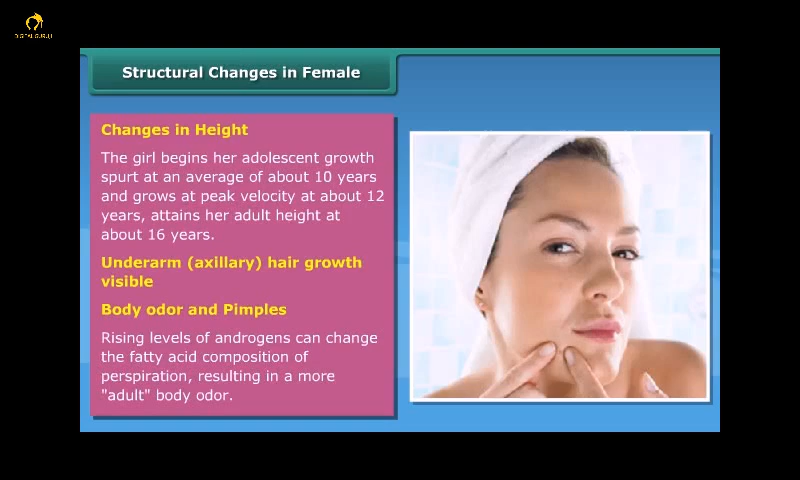 DIGITAL GURUJI
Structural Changes in Female
Changes in Height
The girl begins her adolescent growth
spurt at an average of about 10 years
and grows at peak velocity at about 12
years, attains her adult height at
about 16 years.
Underarm (axillary) hair growth
visible
Body odor and Pimples
Rising levels of androgens can change
the fatty acid composition of
perspiration, resulting in a more
"adult" body odor.